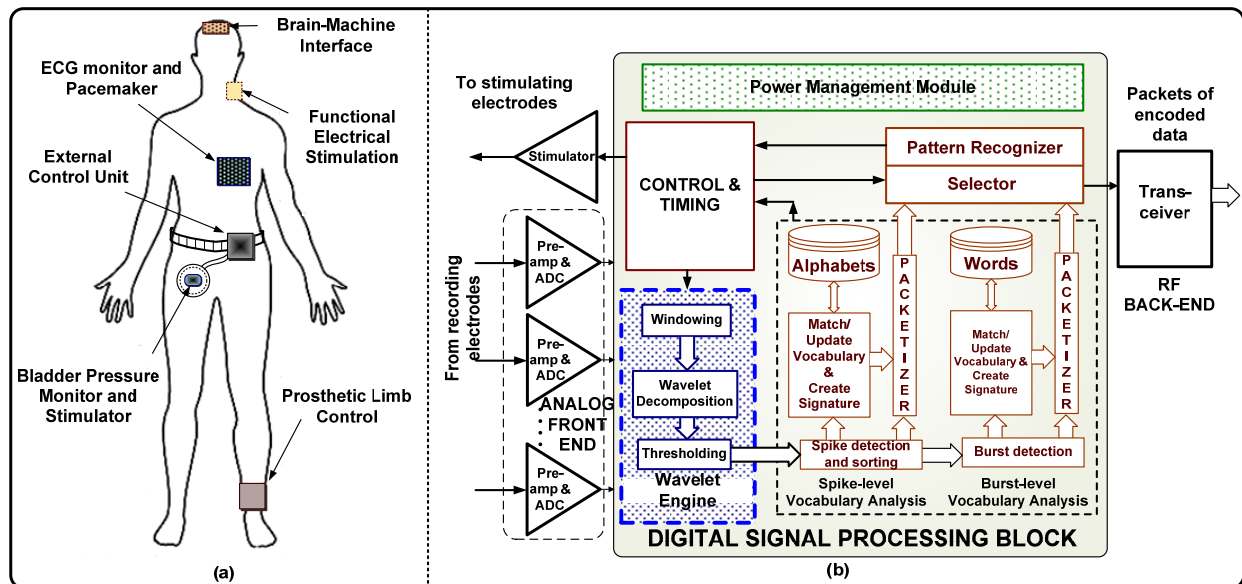 (a)
Brain-Machine
Interface
ECG monitor and
Pacemaker
Functional
Electrical
Stimulation
External
Control Unit
Bladder Pressure
Monitor and
Stimulator
Prosthetic Limb
Control
(a)
To stimulating
electrodes
Stimulator
From recording
electrodes
Pre-
amp &
ADC
Pre-
amp &
ADC
Pre-
amp &
ADC
ANALOG
FRONT
END
Power Management Module
CONTROL &
TIMING
Pattern Recognizer
Selector
Windowing
Wavelet
Decomposition
Thresholding
Wavelet
Engine
Alphabets
Match/
Update
Vocabulary
&
Create
Signature
PACKETIZER
Spike detection
and sorting
Spike-level
Vocabulary Analysis
Words
Match/
Update
Vocabulary &
Create
Signature
PACKETIZER
Burst detection
Burst-level
Vocabulary Analysis
DIGITAL SIGNAL PROCESSING BLOCK
Packets of
encoded
data
Trans-
ceiver
RF
BACK-END
(b)